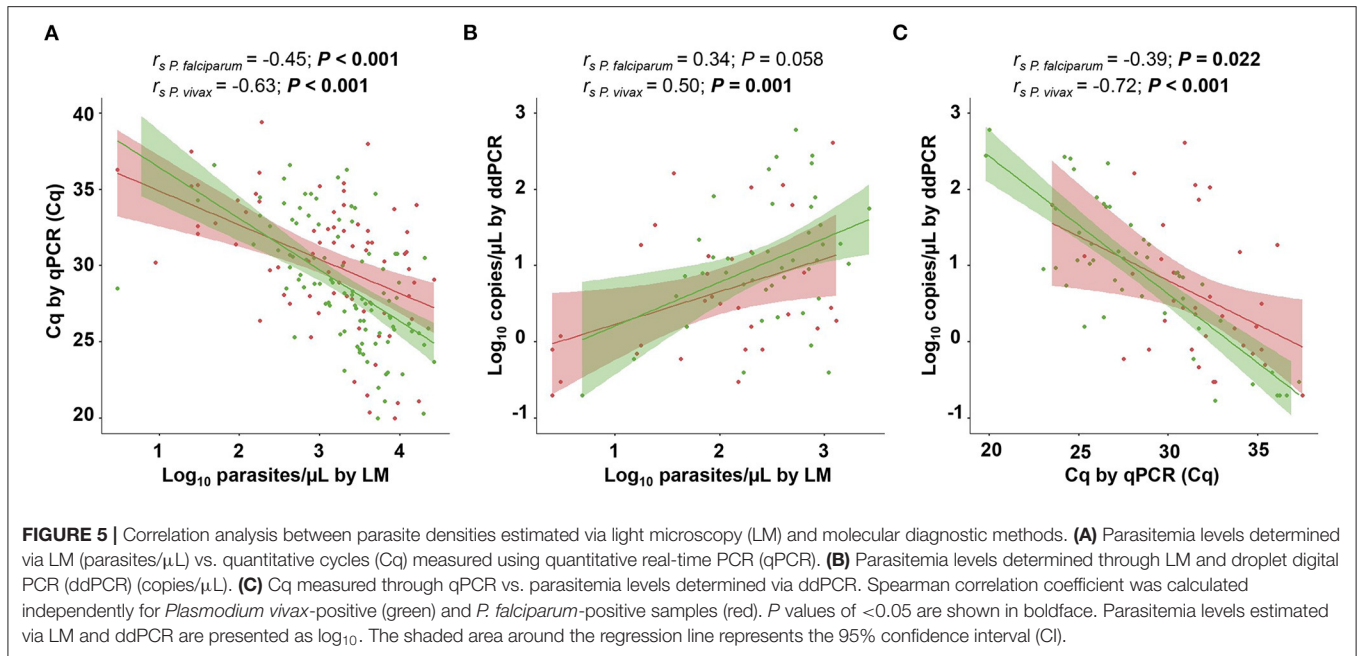 A
r_s P. falciparum = -0.45; P < 0.001
r_s P. vivax = -0.63; P < 0.001
Cq by qPCR (Cq)
40
35
30
25
20
1 2 3 4
Log₁₀ parasites/µL by LM
B
r_s P. falciparum = 0.34; P = 0.058
r_s P. vivax = 0.50; P = 0.001
Log₁₀ copies/µL by ddPCR
3
2
1
0
-1
1 2 3
Log₁₀ parasites/µL by LM
C
r_s P. falciparum = -0.39; P = 0.022
r_s P. vivax = -0.72; P < 0.001
Log₁₀ copies/µL by ddPCR
3
2
1
0
-1
20 25 30 35
Cq by qPCR (Cq)
FIGURE 5 | Correlation analysis between parasite densities estimated via light microscopy (LM) and molecular diagnostic methods. (A) Parasitemia levels determined
via LM (parasites/µL) vs. quantitative cycles (Cq) measured using quantitative real-time PCR (qPCR). (B) Parasitemia levels determined through LM and droplet digital
PCR (ddPCR) (copies/µL). (C) Cq measured through qPCR vs. parasitemia levels determined via ddPCR. Spearman correlation coefficient was calculated
independently for Plasmodium vivax-positive (green) and P. falciparum-positive samples (red). P values of <0.05 are shown in boldface. Parasitemia levels estimated
via LM and ddPCR are presented as log₁₀. The shaded area around the regression line represents the 95% confidence interval (CI).